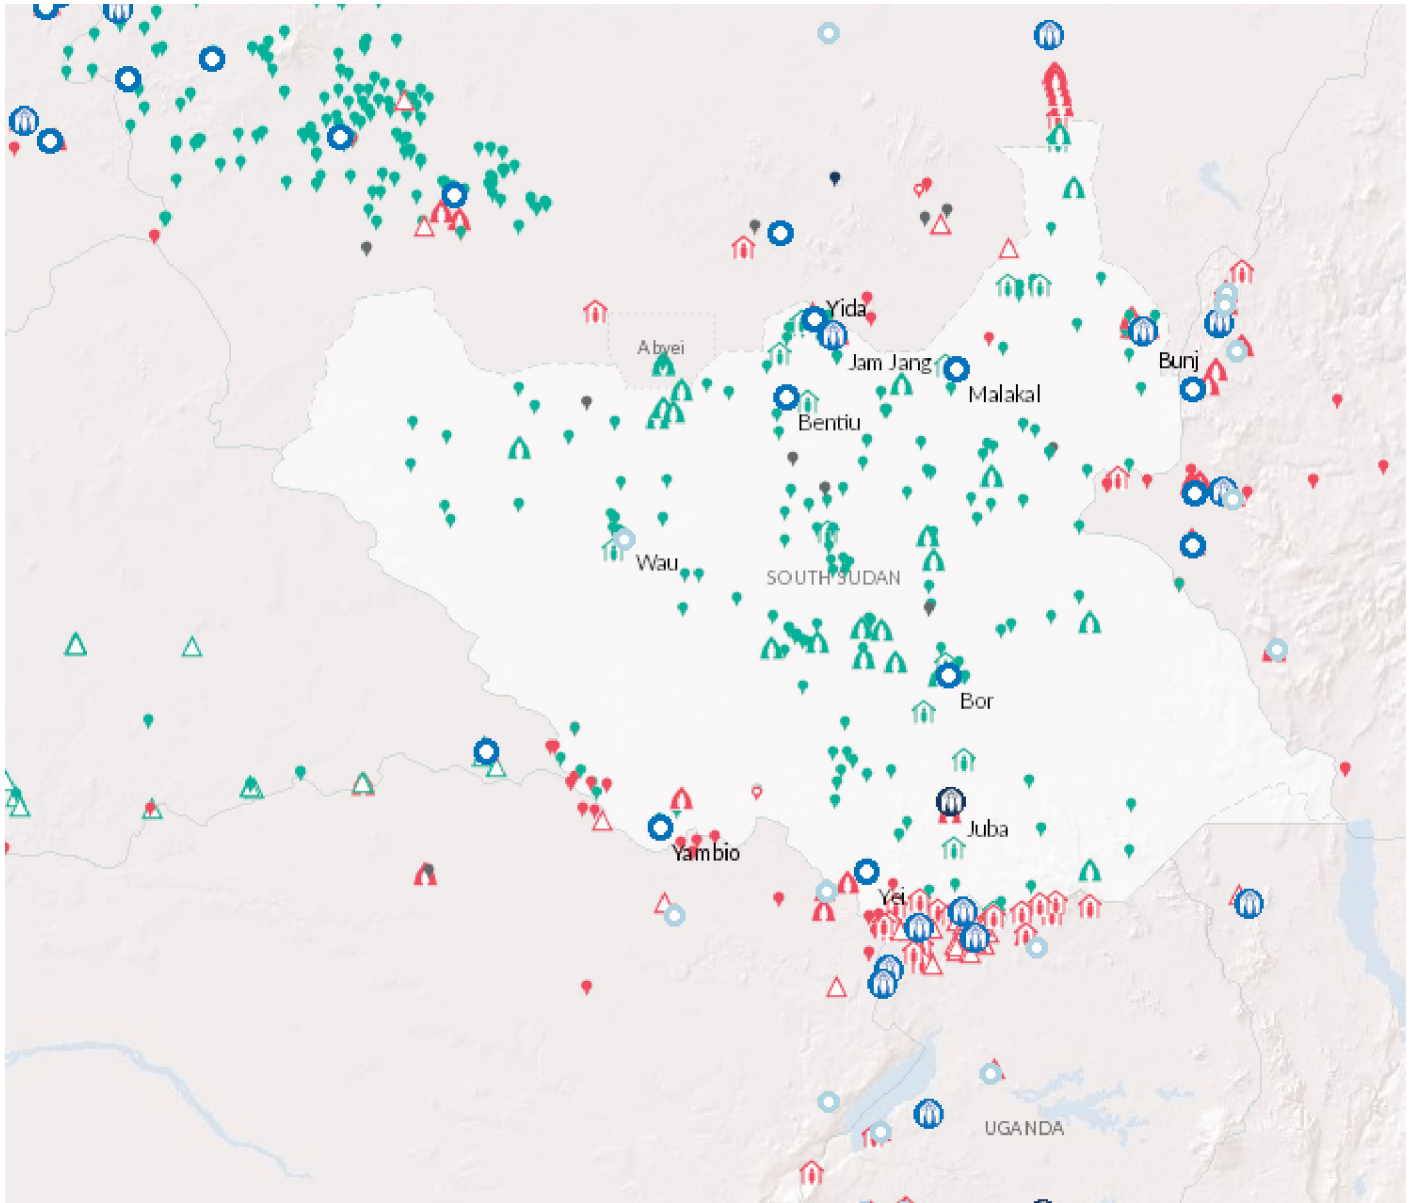 Yida
Abyei
Jam Jang
Bunj
Malakal
Bentiu
Wau
SOUTH SUDAN
Bor
Juba
Yambio
Yei
UGANDA